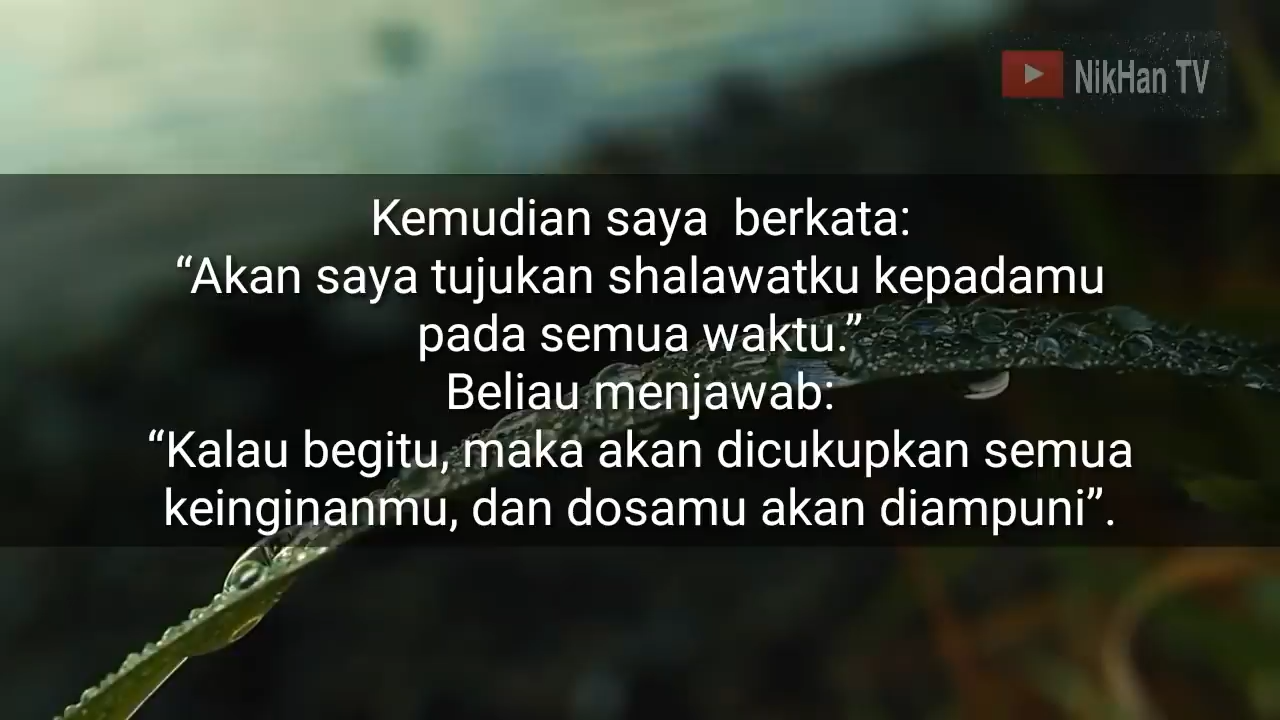 NikHan TV
Kemudian saya  berkata:
“Akan saya tujukan shalawatku kepadamu
pada semua waktu.”
Beliau menjawab:
“Kalau begitu, maka akan dicukupkan semua
keinginanmu, dan dosamu akan diampuni”.